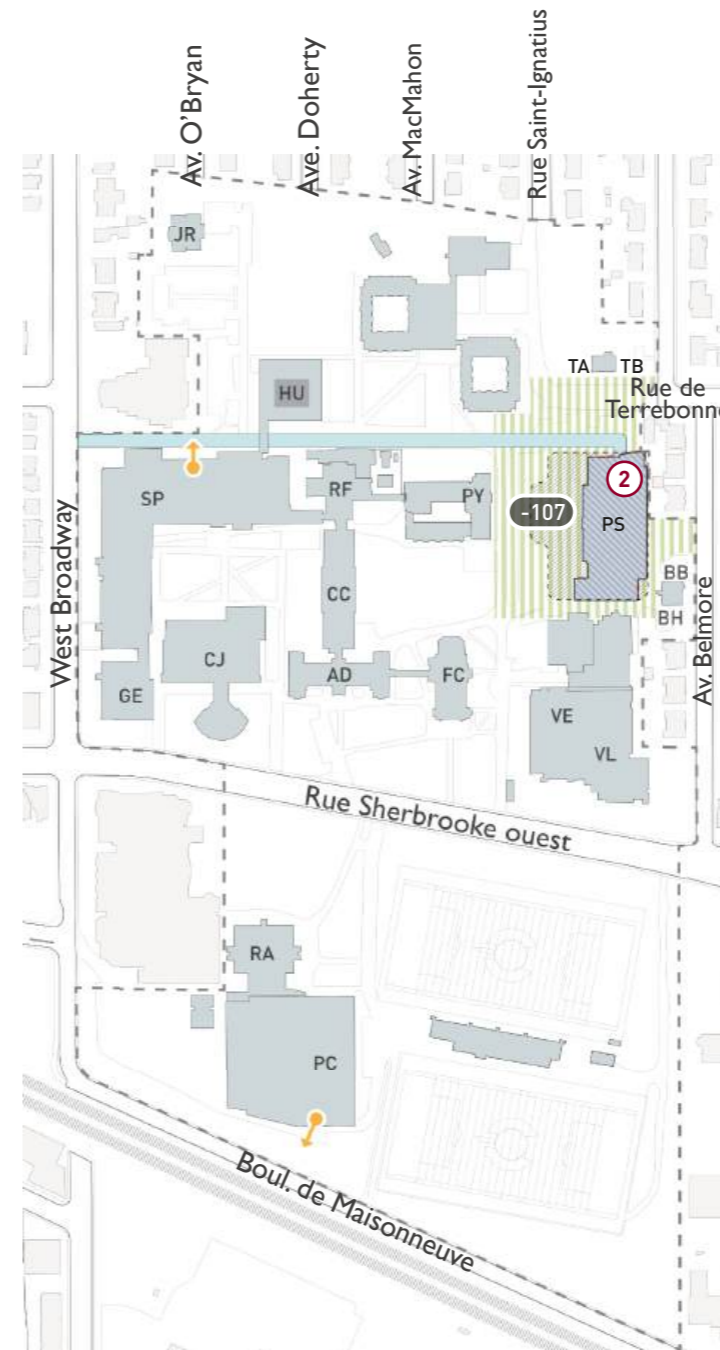 Av. O'Bryan
Ave. Doherty
Av. MacMahon
Rue Saint-Ignatius
JR
TA
TB
HU
Rue de
Terrebonne
2
SP
RF
PY
-107
PS
West Broadway
CC
BB
BH
CJ
AD
FC
Av. Belmore
GE
VE
VL
Rue Sherbrooke ouest
RA
PC
Boul. de Maisonneuve